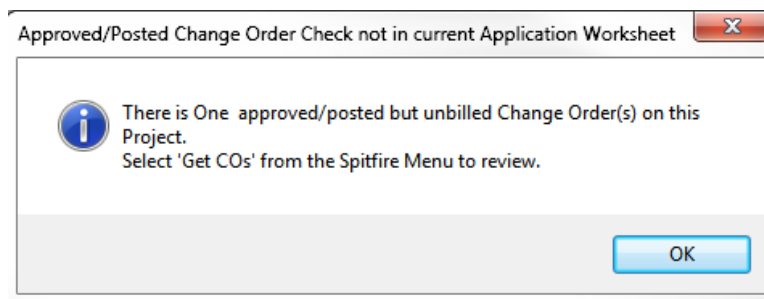 Approved/Posted Change Order Check not in current Application Worksheet
There is One  approved/posted but unbilled Change Order(s) on this
Project.
Select 'Get COs' from the Spitfire Menu to review.
OK